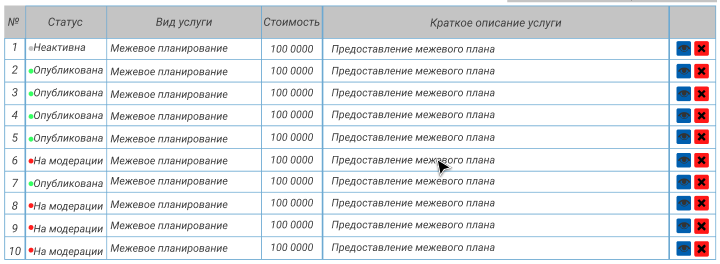 № Статус Вид услуги Стоимость Краткое описание услуги
1 Неактивна Межевое планирование 100 0000 Предоставление межевого плана
2 Опубликована Межевое планирование 100 0000 Предоставление межевого плана
3 Опубликована Межевое планирование 100 0000 Предоставление межевого плана
4 Опубликована Межевое планирование 100 0000 Предоставление межевого плана
5 Опубликована Межевое планирование 100 0000 Предоставление межевого плана
6 На модерации Межевое планирование 100 0000 Предоставление межевого плана
7 Опубликована Межевое планирование 100 0000 Предоставление межевого плана
8 На модерации Межевое планирование 100 0000 Предоставление межевого плана
9 На модерации Межевое планирование 100 0000 Предоставление межевого плана
10 На модерации Межевое планирование 100 0000 Предоставление межевого плана